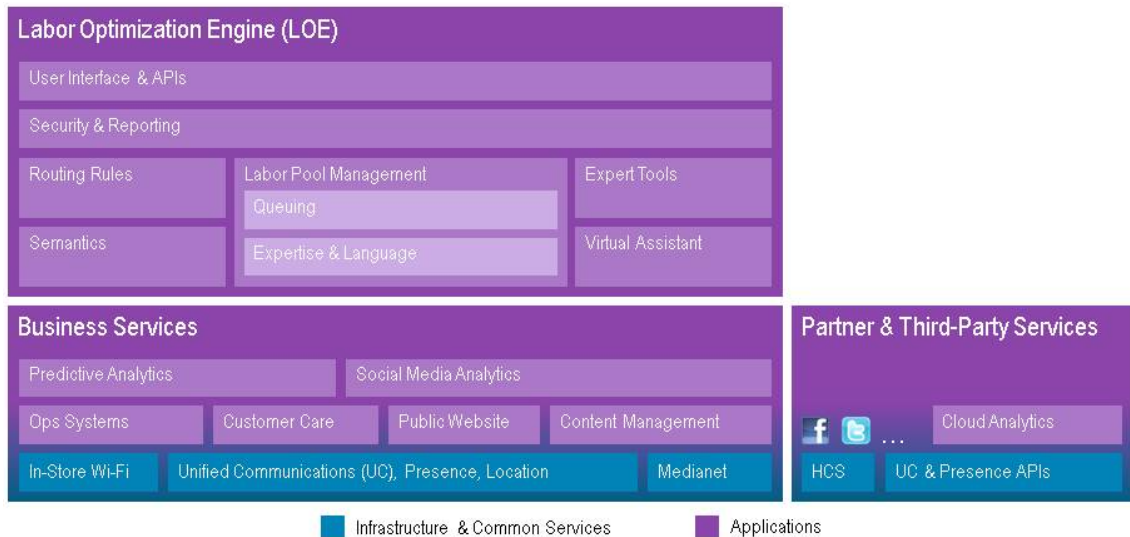 Labor Optimization Engine (LOE)
User Interface & APIs
Security & Reporting
Routing Rules
Labor Pool Management
Expert Tools
Queuing
Semantics
Expertise & Language
Virtual Assistant
Business Services
Partner & Third-Party Services
Predictive Analytics
Social Media Analytics
Ops Systems
Customer Care
Public Website
Content Management
f
t
...
Cloud Analytics
In-Store Wi-Fi
Unified Communications (UC), Presence, Location
Medianet
HCS
UC & Presence APIs
Infrastructure & Common Services
Applications